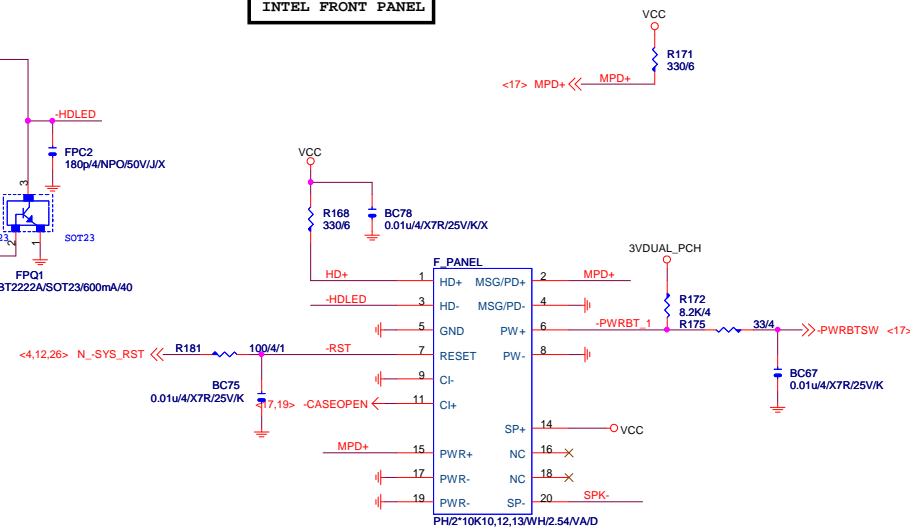 INTEL FRONT PANEL
VCC
R171
330/6
<17> MPD+
MPD+
-HDLED
FPC2
180p/4/NPO/50V/J/X
3
2
1
SOT23
FPQ1
BT2222A/SOT23/600mA/40
VCC
R168
330/6
BC78
0.01u/4/X7R/25V/K/X
3VDUAL_PCH
R172
8.2K/4
R175
33/4
-PWRBTSW <17>
BC67
0.01u/4/X7R/25V/K
F_PANEL
HD+ 1 HD+ MSG/PD+ 2 MPD+
-HDLED 3 HD- MSG/PD- 4
5 GND PW+ 6 -PWRBT_1
<4,12,26> N_-SYS_RST R181 100/4/1 -RST 7 RESET PW- 8
9 CI-
BC75
0.01u/4/X7R/25V/K
<17,19> -CASEOPEN 11 CI+
SP+ 14 VCC
MPD+ 15 PWR+ NC 16
17 PWR- NC 18
19 PWR- SP- 20 SPK-
PH/2*10K10,12,13/WH/2.54/VA/D